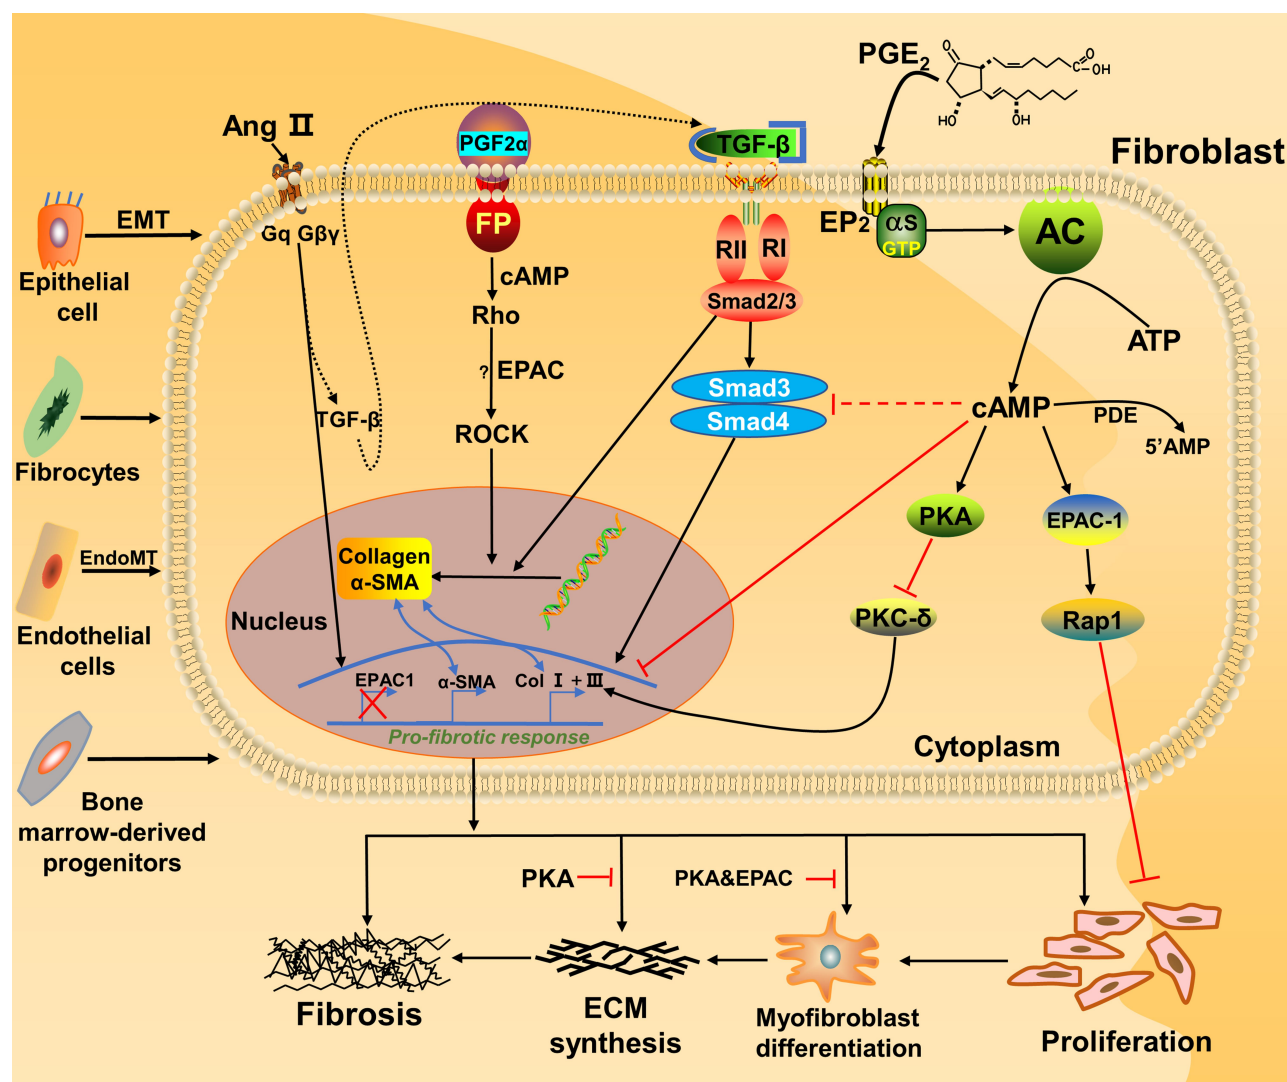 PGE2
O
C
O
OH
HO
OH
Ang II
PGF2α
TGF-β
Fibroblast
EMT
Gq Gβγ
FP
RII
RI
EP2
αS
GTP
AC
Epithelial
cell
cAMP
Rho
Smad2/3
ATP
? EPAC
Smad3
Smad4
cAMP
PDE
5'AMP
TGF-β
ROCK
Fibrocytes
PKA
EPAC-1
Collagen
α-SMA
EndoMT
Nucleus
PKC-δ
Rap1
Endothelial
cells
EPAC1
α-SMA
Col I + III
Pro-fibrotic response
Cytoplasm
Bone
marrow-derived
progenitors
PKA
PKA&EPAC
Fibrosis
ECM
synthesis
Myofibroblast
differentiation
Proliferation